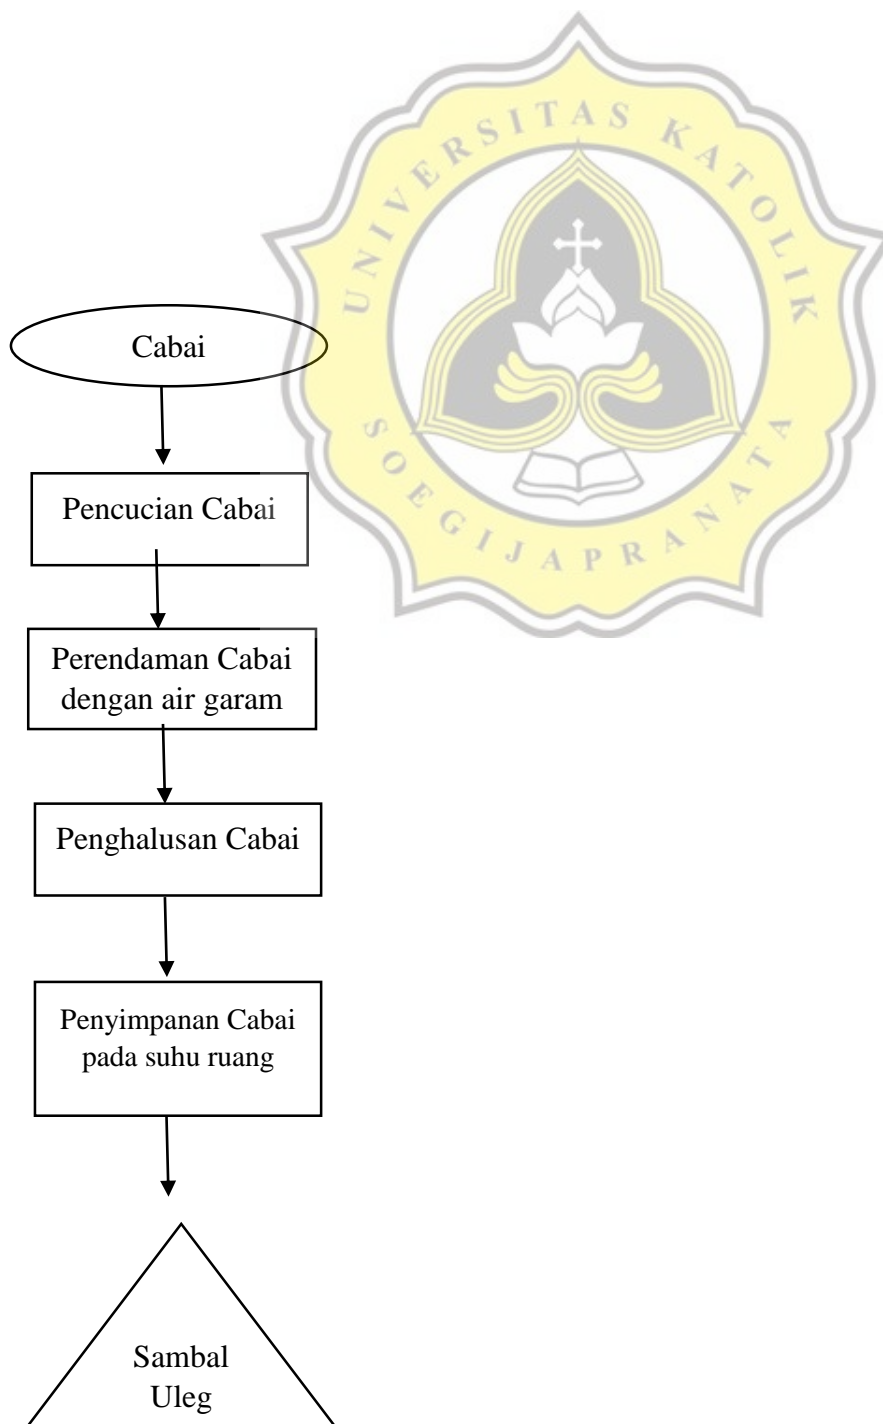 UNIVERSITAS KATOLIK
SOEGIJAPRANATA
Cabai
Pencucian Cabai
Perendaman Cabai
dengan air garam
Penghalusan Cabai
Penyimpanan Cabai
pada suhu ruang
Sambal
Uleg